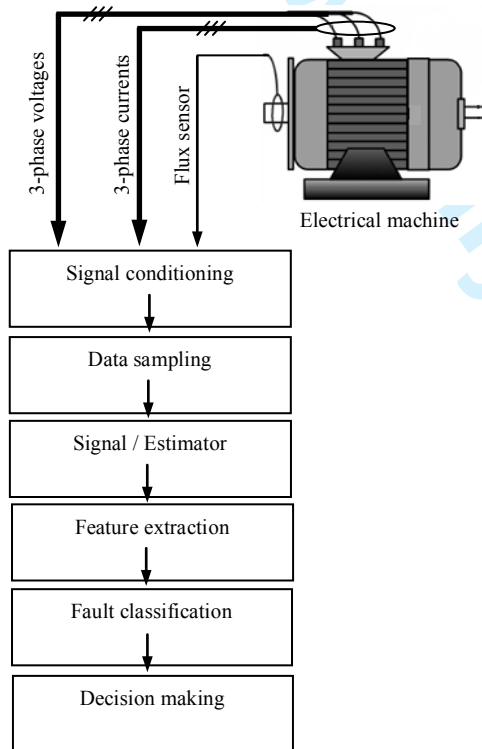 3-phase voltages
3-phase currents
Flux sensor
Electrical machine
Signal conditioning
Data sampling
Signal / Estimator
Feature extraction
Fault classification
Decision making